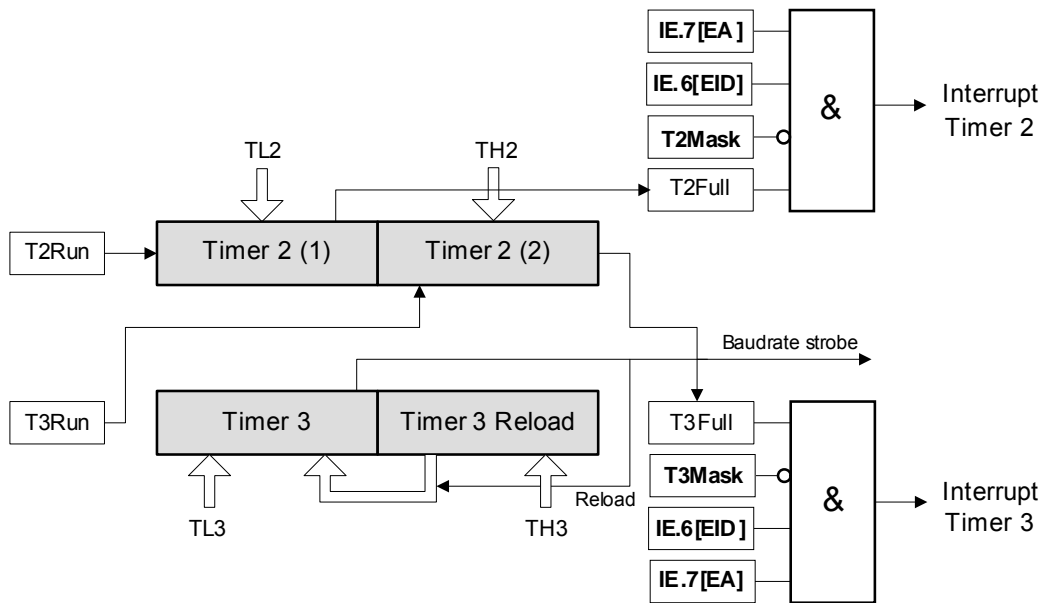 IE.7[EA]
IE.6[EID]
T2Mask
T2Full
&
Interrupt
Timer 2
TL2
TH2
T2Run
Timer 2 (1)
Timer 2 (2)
Baudrate strobe
T3Run
Timer 3
Timer 3 Reload
Reload
TL3
TH3
T3Full
T3Mask
IE.6[EID]
IE.7[EA]
&
Interrupt
Timer 3